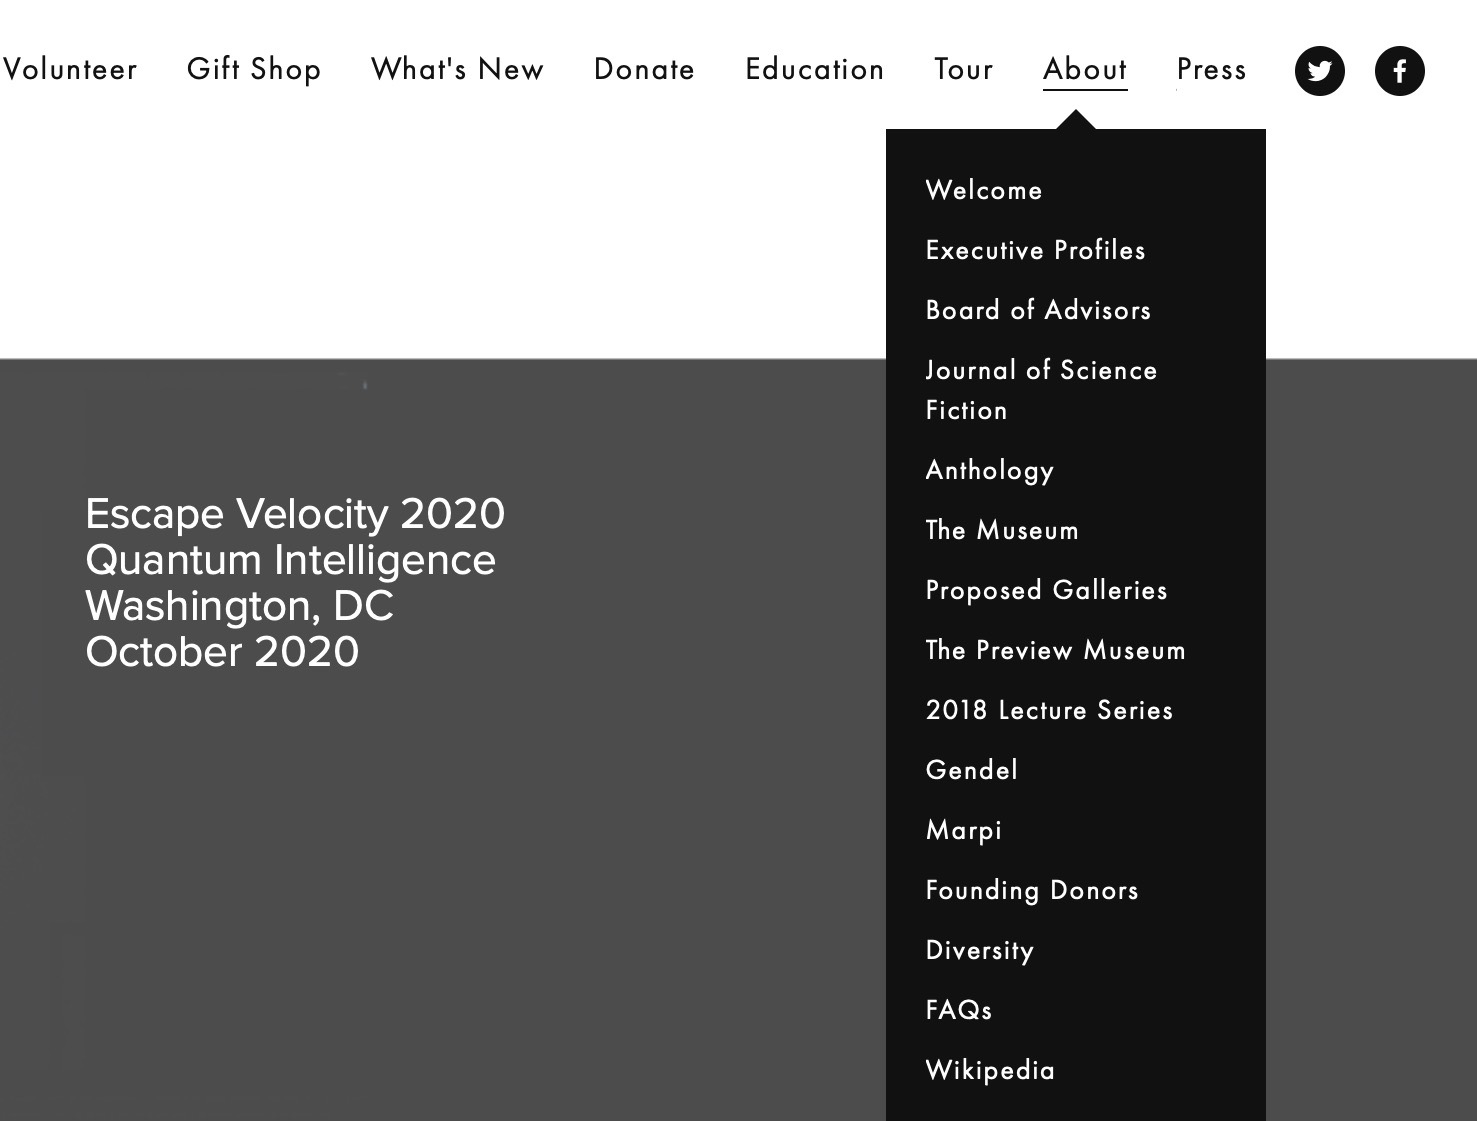 Volunteer Gift Shop What's New Donate Education Tour About Press
Welcome
Executive Profiles
Board of Advisors
Journal of Science
Fiction
Anthology
The Museum
Proposed Galleries
The Preview Museum
2018 Lecture Series
Gendel
Marpi
Founding Donors
Diversity
FAQs
Wikipedia
Escape Velocity 2020
Quantum Intelligence
Washington, DC
October 2020